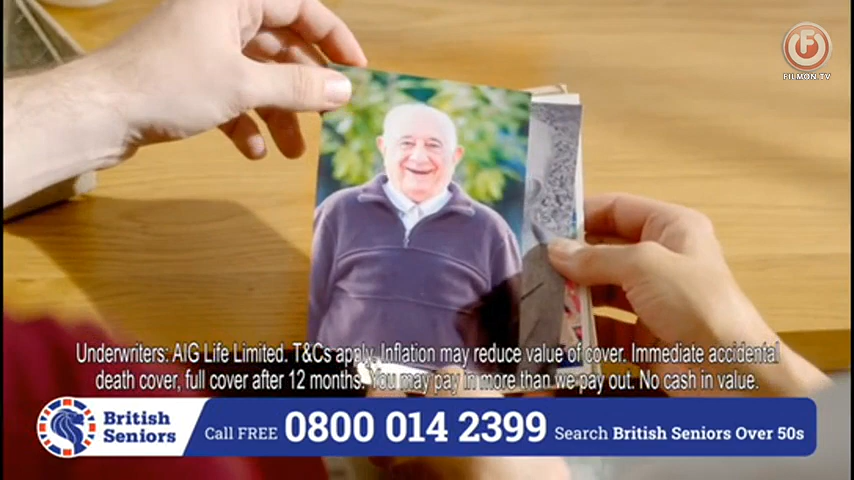 FILMON TV
Underwriters: AIG Life Limited. T&Cs apply. Inflation may reduce value of cover. Immediate accidental
death cover, full cover after 12 months. You may pay in more than we pay out. No cash in value.
British
Seniors
Call FREE 0800 014 2399 Search British Seniors Over 50s